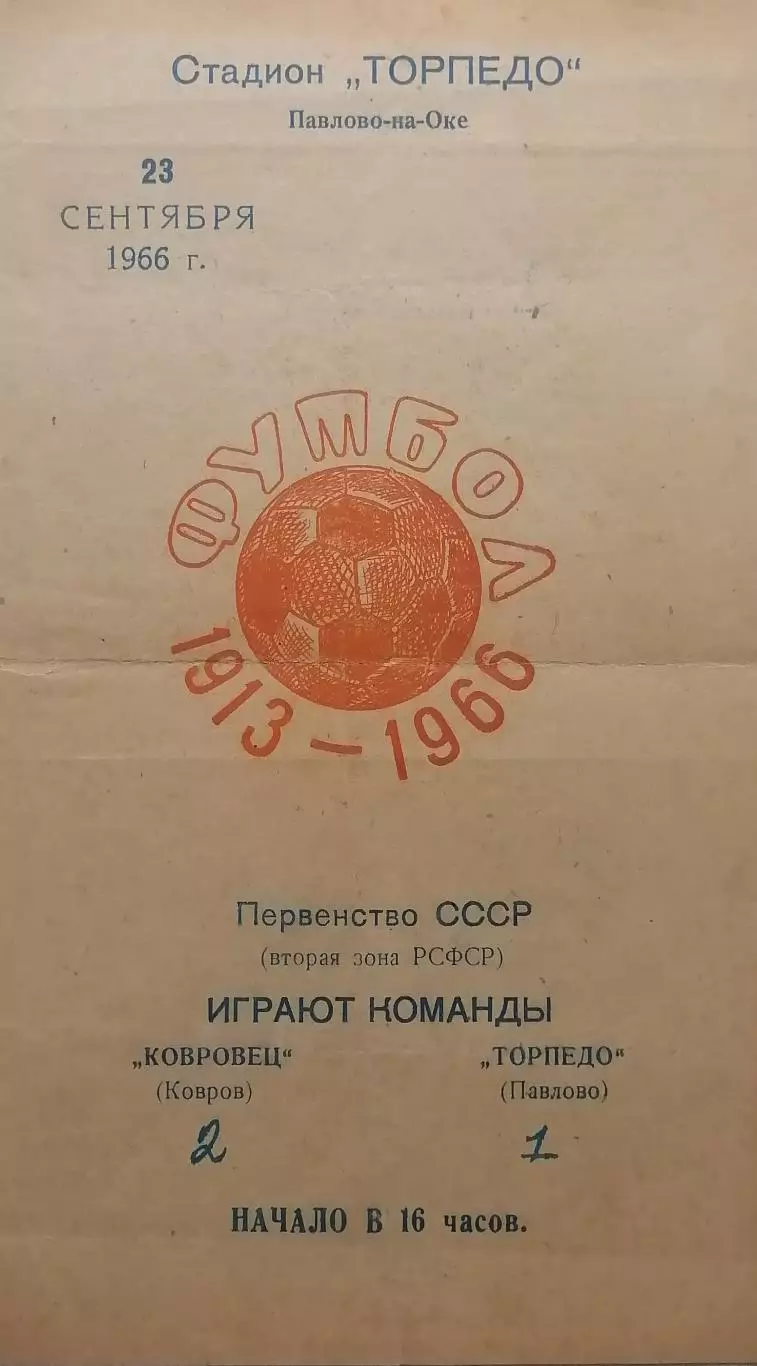 Стадион „ТОРПЕДО“
Павлово-на-Оке
23
СЕНТЯБРЯ
1966 г.
ФУТБОЛ
1913 — 1966
Первенство СССР
(вторая зона РСФСР)
ИГРАЮТ КОМАНДЫ
„КОВРОВЕЦ“ „ТОРПЕДО“
(Ковров) (Павлово)
2 1
НАЧАЛО В 16 часов.